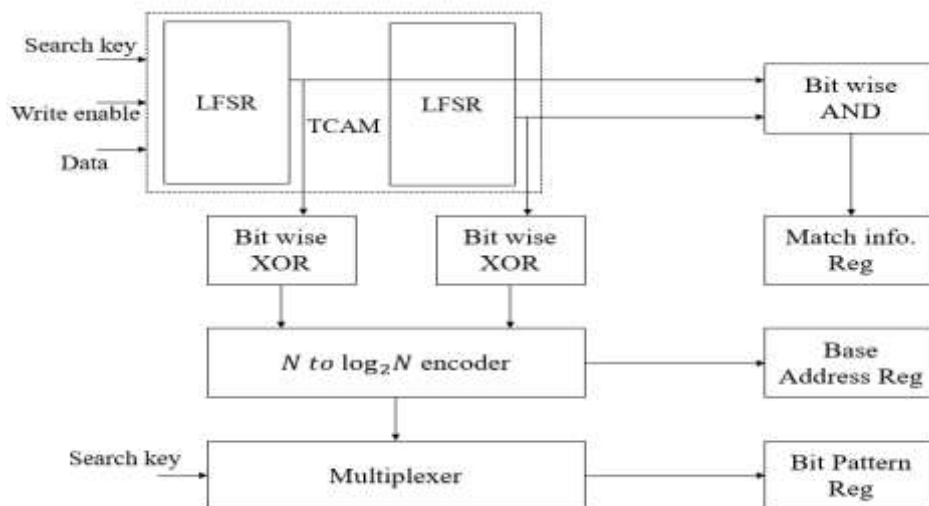 Search key
Write enable
Data
LFSR
TCAM
LFSR
Bit wise
AND
Bit wise
XOR
Bit wise
XOR
Match info.
Reg
N to log₂N encoder
Base
Address Reg
Search key
Multiplexer
Bit Pattern
Reg